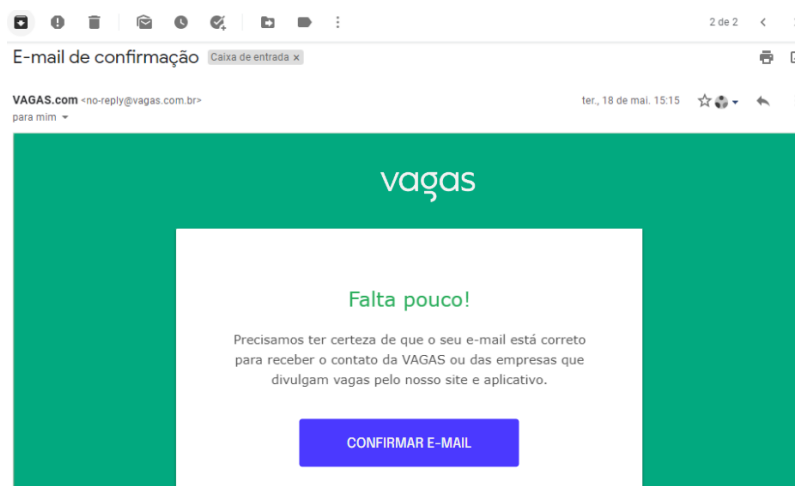 2 de 2
E-mail de confirmação Caixa de entrada x
VAGAS.com <no-reply@vagas.com.br> ter., 18 de mai. 15:15
para mim
vagas
Falta pouco!
Precisamos ter certeza de que o seu e-mail está correto
para receber o contato da VAGAS ou das empresas que
divulgam vagas pelo nosso site e aplicativo.
CONFIRMAR E-MAIL